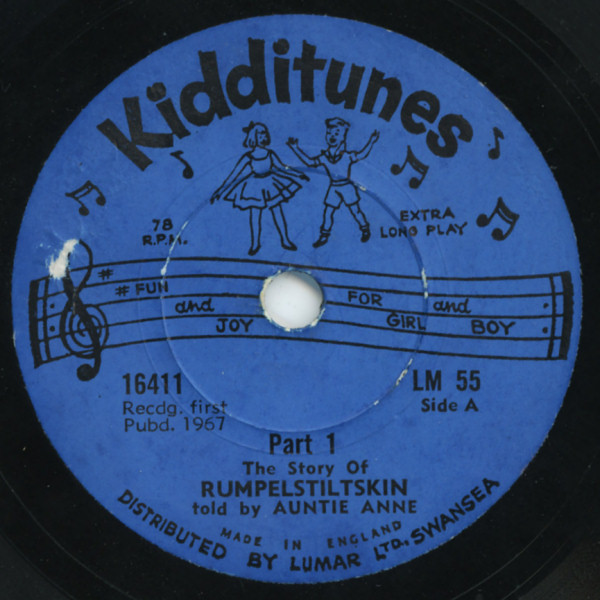 Kidditunes
78
R.P.M.
EXTRA
LONG PLAY
FUN and JOY FOR GIRL and BOY
16411
Recdg. first
Pubd. 1967
LM 55
Side A
Part 1
The Story Of
RUMPELSTILTSKIN
told by AUNTIE ANNE
MADE IN ENGLAND
DISTRIBUTED BY LUMAR LTD., SWANSEA